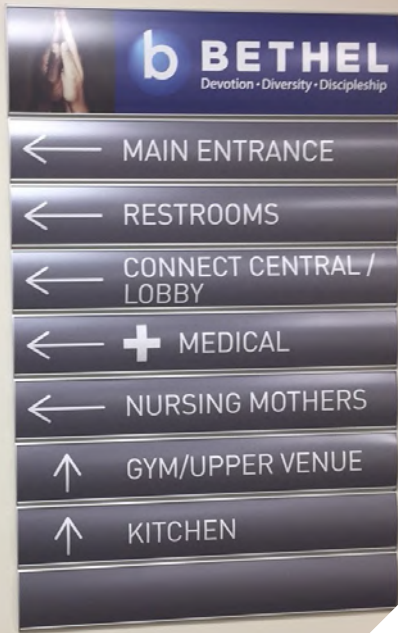 b BETHEL
Devotion • Diversity • Discipleship
← MAIN ENTRANCE
← RESTROOMS
← CONNECT CENTRAL /
LOBBY
← MEDICAL
← NURSING MOTHERS
↑ GYM/UPPER VENUE
↑ KITCHEN